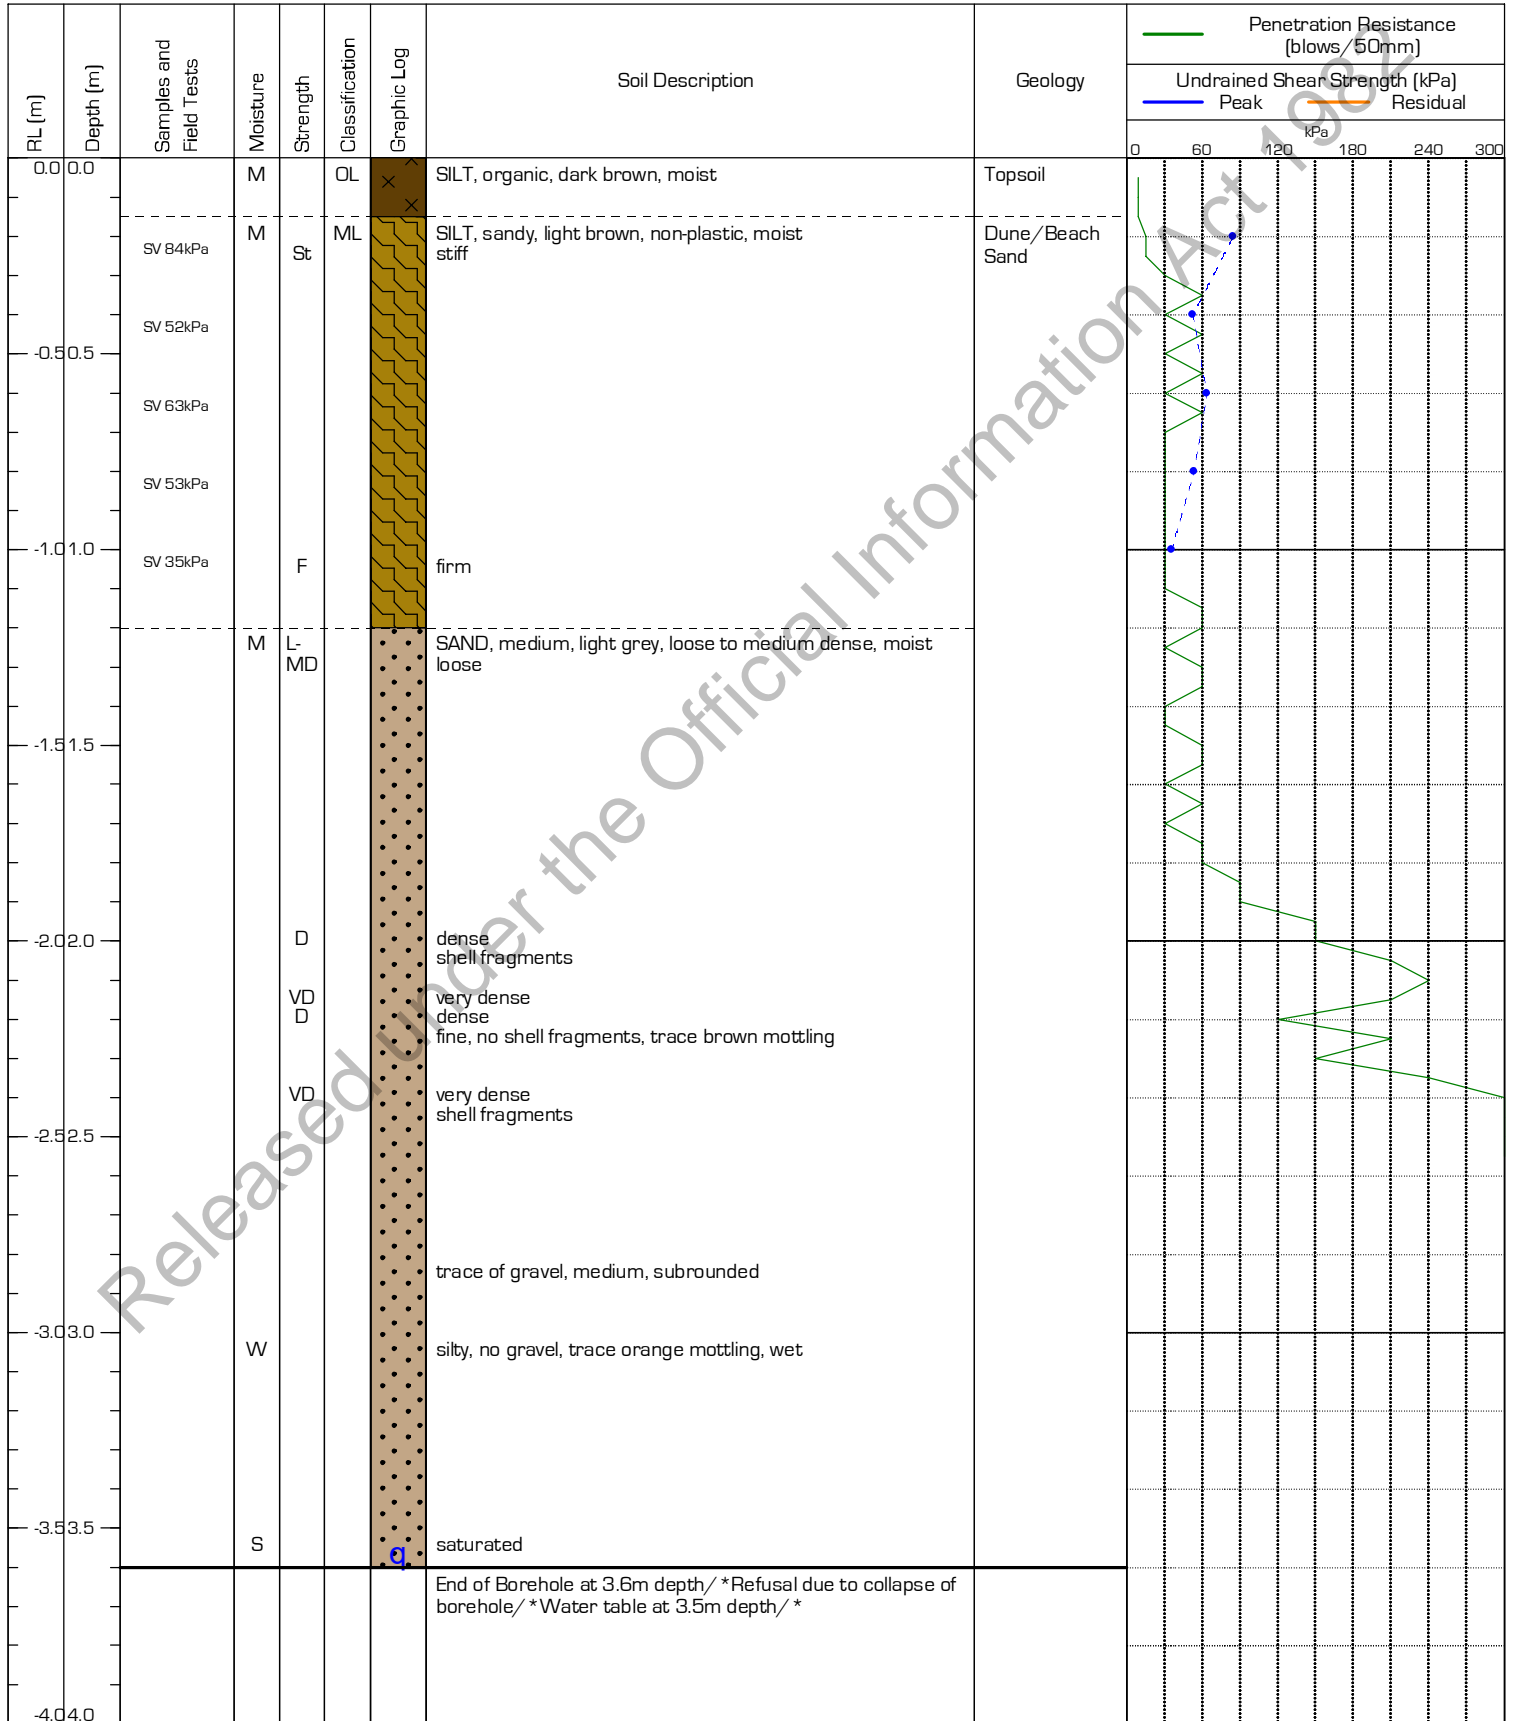 RL (m)
Depth (m)
Samples and
Field Tests
Moisture
Strength
Classification
Graphic Log
Soil Description
Geology
Penetration Resistance
(blows/50mm)
Undrained Shear Strength (kPa)
Peak Residual
kPa
0 60 120 180 240 300
0.0 0.0
M OL SILT, organic, dark brown, moist Topsoil
M ML SILT, sandy, light brown, non-plastic, moist Dune/Beach
SV 84kPa St stiff Sand
SV 52kPa
-0.5 0.5
SV 63kPa
SV 53kPa
-1.0 1.0
SV 35kPa F firm
M L- SAND, medium, light grey, loose to medium dense, moist
MD loose
-1.5 1.5
-2.0 2.0 D dense
shell fragments
VD very dense
D dense
fine, no shell fragments, trace brown mottling
VD very dense
shell fragments
-2.5 2.5
trace of gravel, medium, subrounded
-3.0 3.0
W silty, no gravel, trace orange mottling, wet
-3.5 3.5
S saturated
q
End of Borehole at 3.6m depth/ *Refusal due to collapse of
borehole/ *Water table at 3.5m depth/ *
-4.0 4.0
Released under the Official Information Act 1982